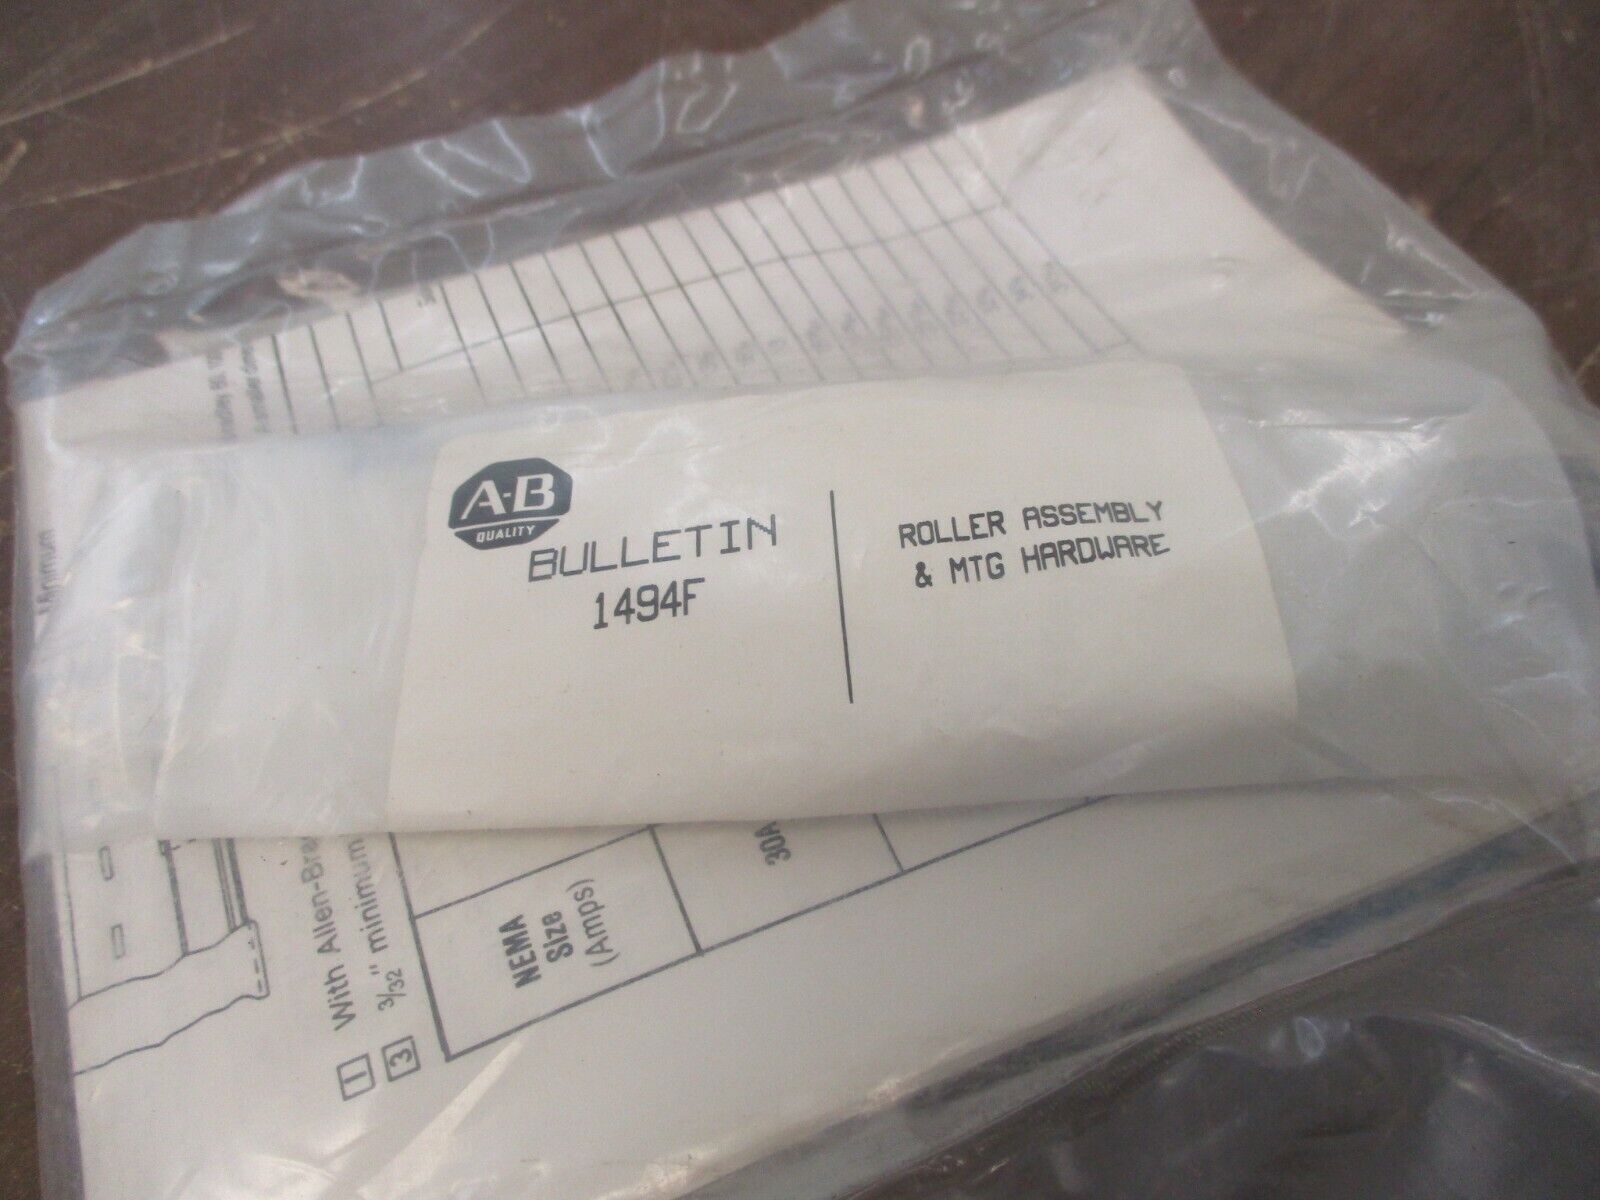 A-B
QUALITY
BULLETIN
1494F
ROLLER ASSEMBLY
& MTG HARDWARE
Minimum
1 With Allen-Bra
3 3/32" minimum
NEMA
Size
(Amps)
30A